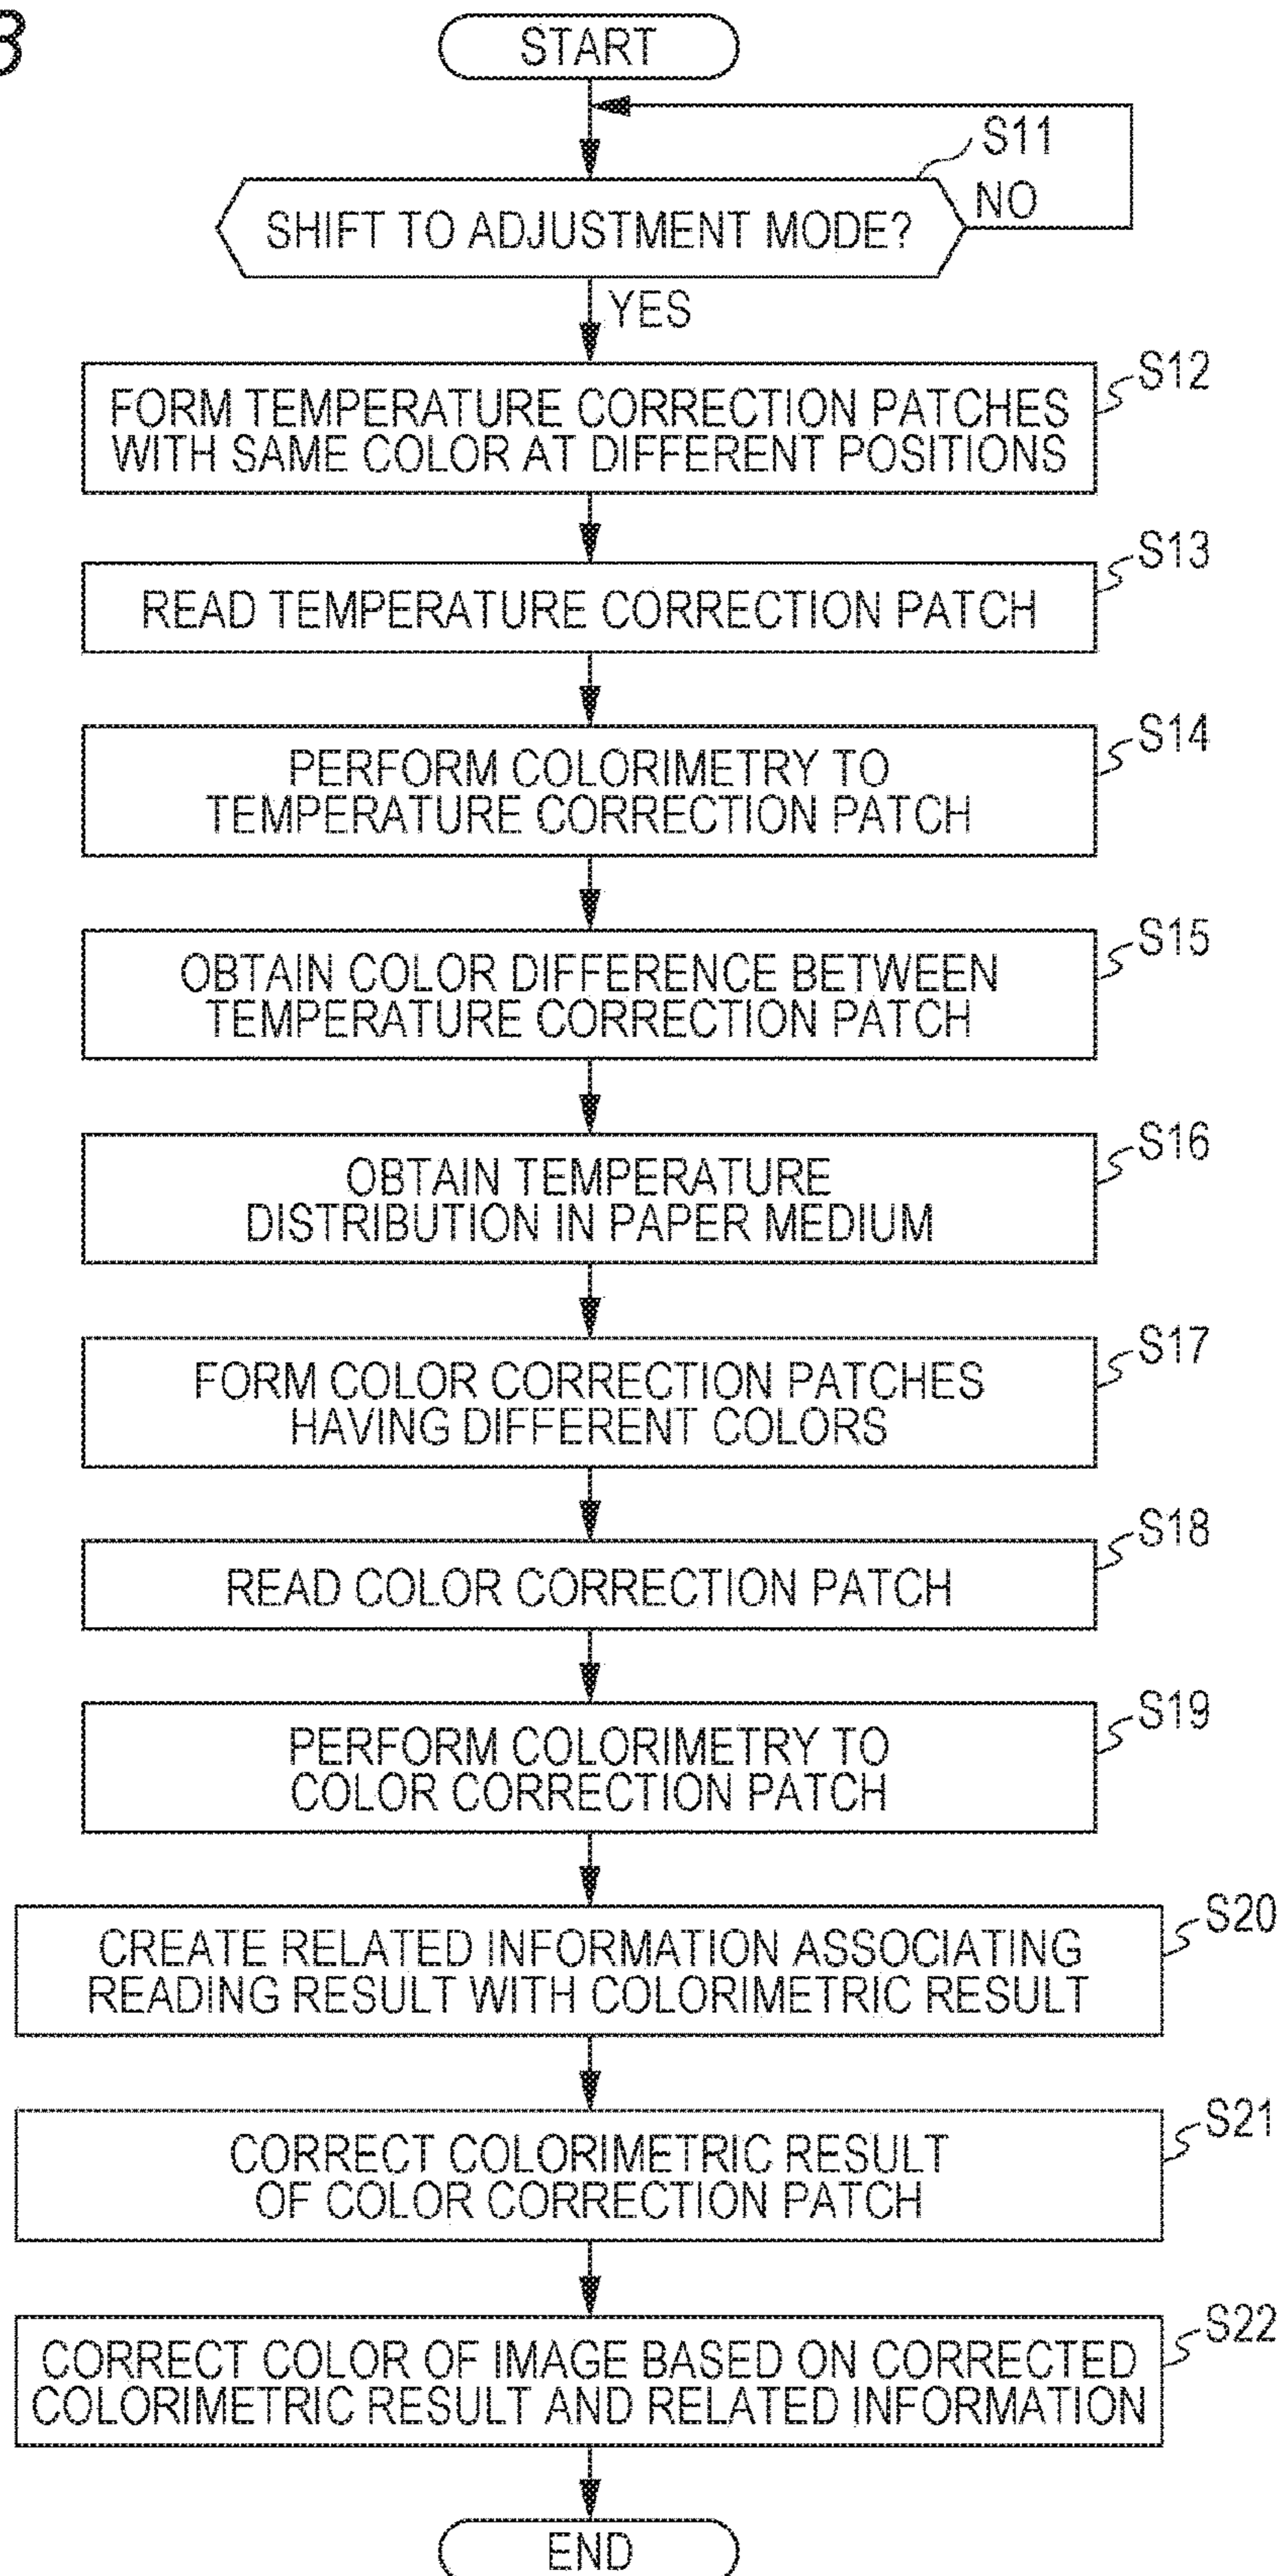 3
START
S11
NO
SHIFT TO ADJUSTMENT MODE?
YES
S12
FORM TEMPERATURE CORRECTION PATCHES
WITH SAME COLOR AT DIFFERENT POSITIONS
S13
READ TEMPERATURE CORRECTION PATCH
S14
PERFORM COLORIMETRY TO
TEMPERATURE CORRECTION PATCH
S15
OBTAIN COLOR DIFFERENCE BETWEEN
TEMPERATURE CORRECTION PATCH
S16
OBTAIN TEMPERATURE
DISTRIBUTION IN PAPER MEDIUM
S17
FORM COLOR CORRECTION PATCHES
HAVING DIFFERENT COLORS
S18
READ COLOR CORRECTION PATCH
S19
PERFORM COLORIMETRY TO
COLOR CORRECTION PATCH
S20
CREATE RELATED INFORMATION ASSOCIATING
READING RESULT WITH COLORIMETRIC RESULT
S21
CORRECT COLORIMETRIC RESULT
OF COLOR CORRECTION PATCH
S22
CORRECT COLOR OF IMAGE BASED ON CORRECTED
COLORIMETRIC RESULT AND RELATED INFORMATION
END